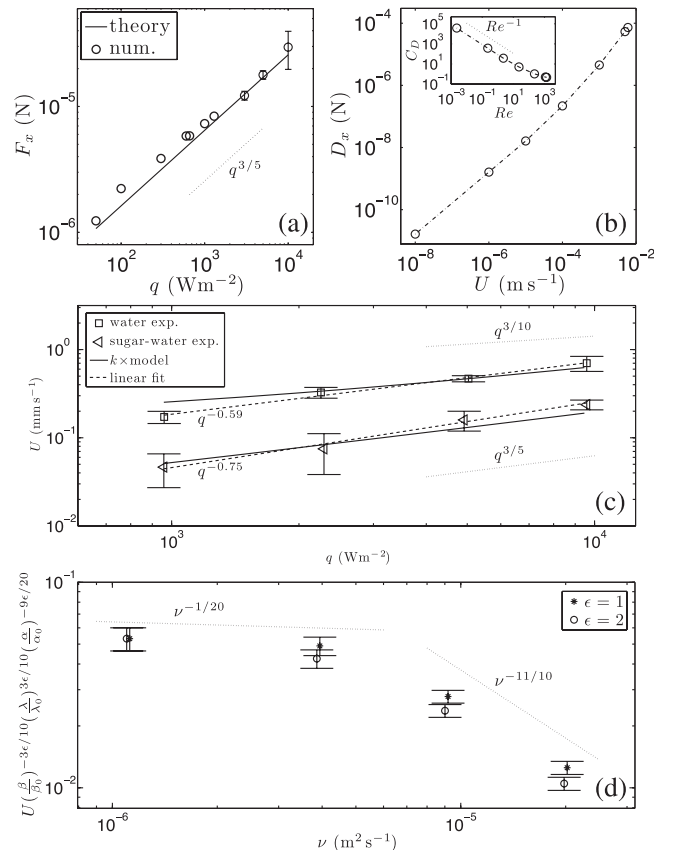 theory
num.
10^-5
10^-6
F_x (N)
q^3/5
(a)
10^2 10^3 10^4
q (Wm^-2)
10^-4
10^-6
10^-8
10^-10
D_x (N)
10^5
10^3
10^1
10^-1
C_D
Re^-1
10^-3 10^-1 10^1 10^3
Re
(b)
10^-8 10^-6 10^-4 10^-2
U (m s^-1)
water exp.
sugar-water exp.
k×model
linear fit
10^0
10^-1
10^-2
U (mm s^-1)
q^3/10
q^-0.59
q^-0.75
q^3/5
(c)
10^3 10^4
q (Wm^-2)
10^-1
10^-2
U(β/β_0)^-3ϵ/10(λ/λ_0)^3ϵ/10(α/α_0)^-9ϵ/20
ν^-1/20
ϵ = 1
ϵ = 2
ν^-11/10
(d)
10^-6 10^-5
ν (m^2 s^-1)